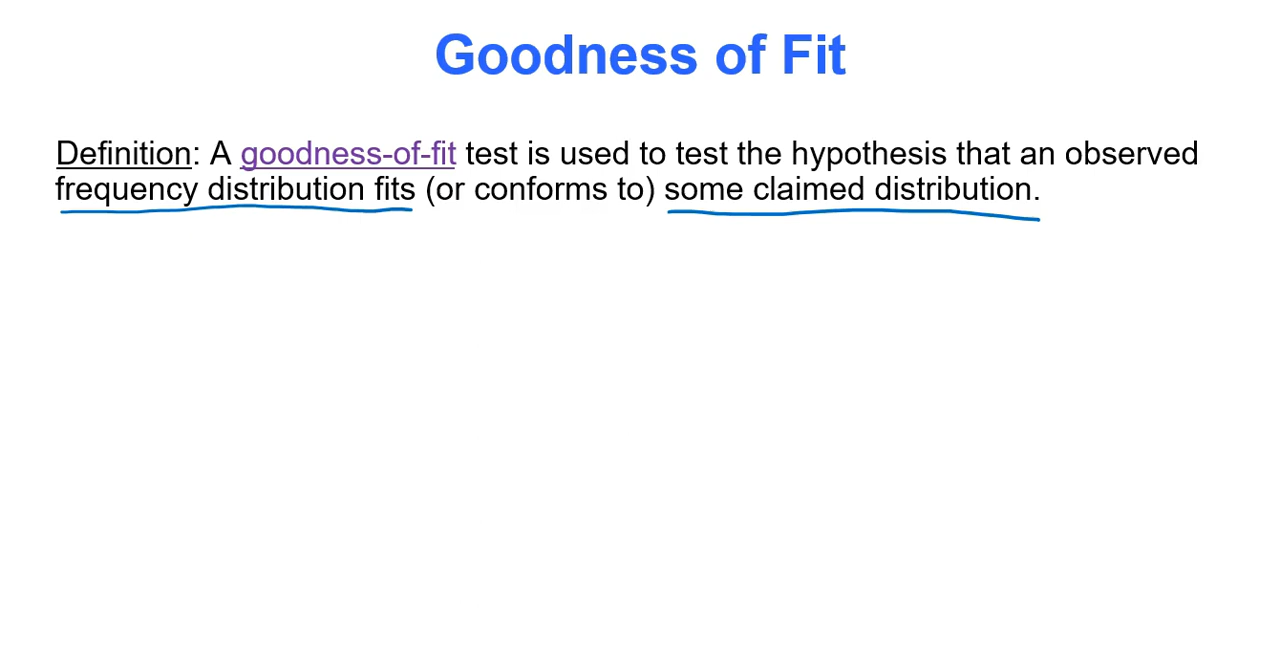 Goodness of Fit
Definition: A goodness-of-fit test is used to test the hypothesis that an observed
frequency distribution fits (or conforms to) some claimed distribution.